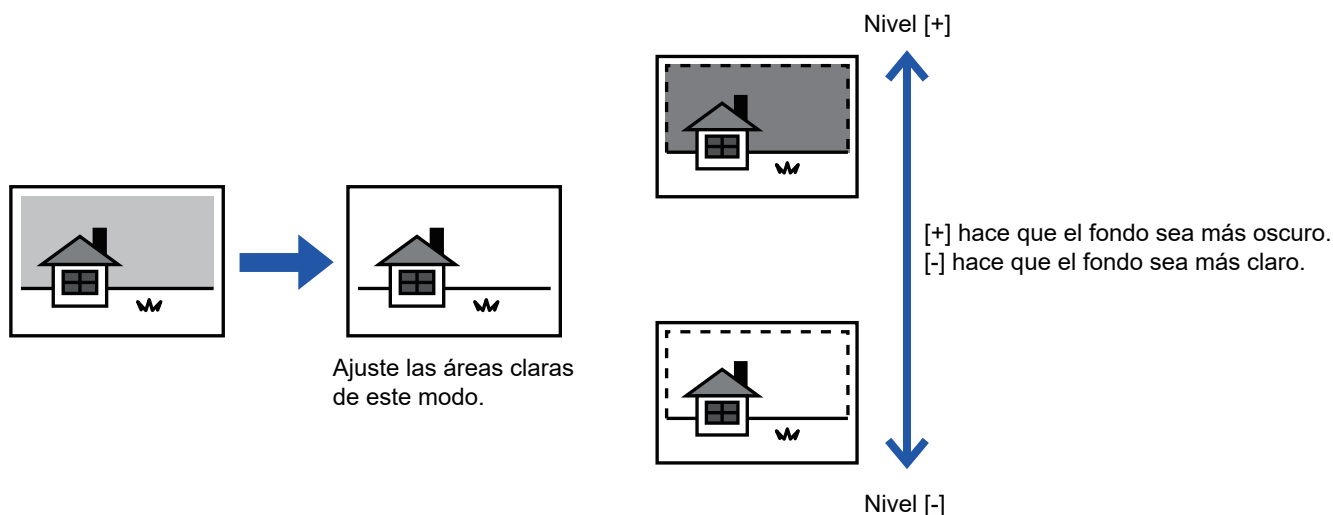 Nivel [+]
[+] hace que el fondo sea más oscuro.
[-] hace que el fondo sea más claro.
Ajuste las áreas claras
de este modo.
Nivel [-]